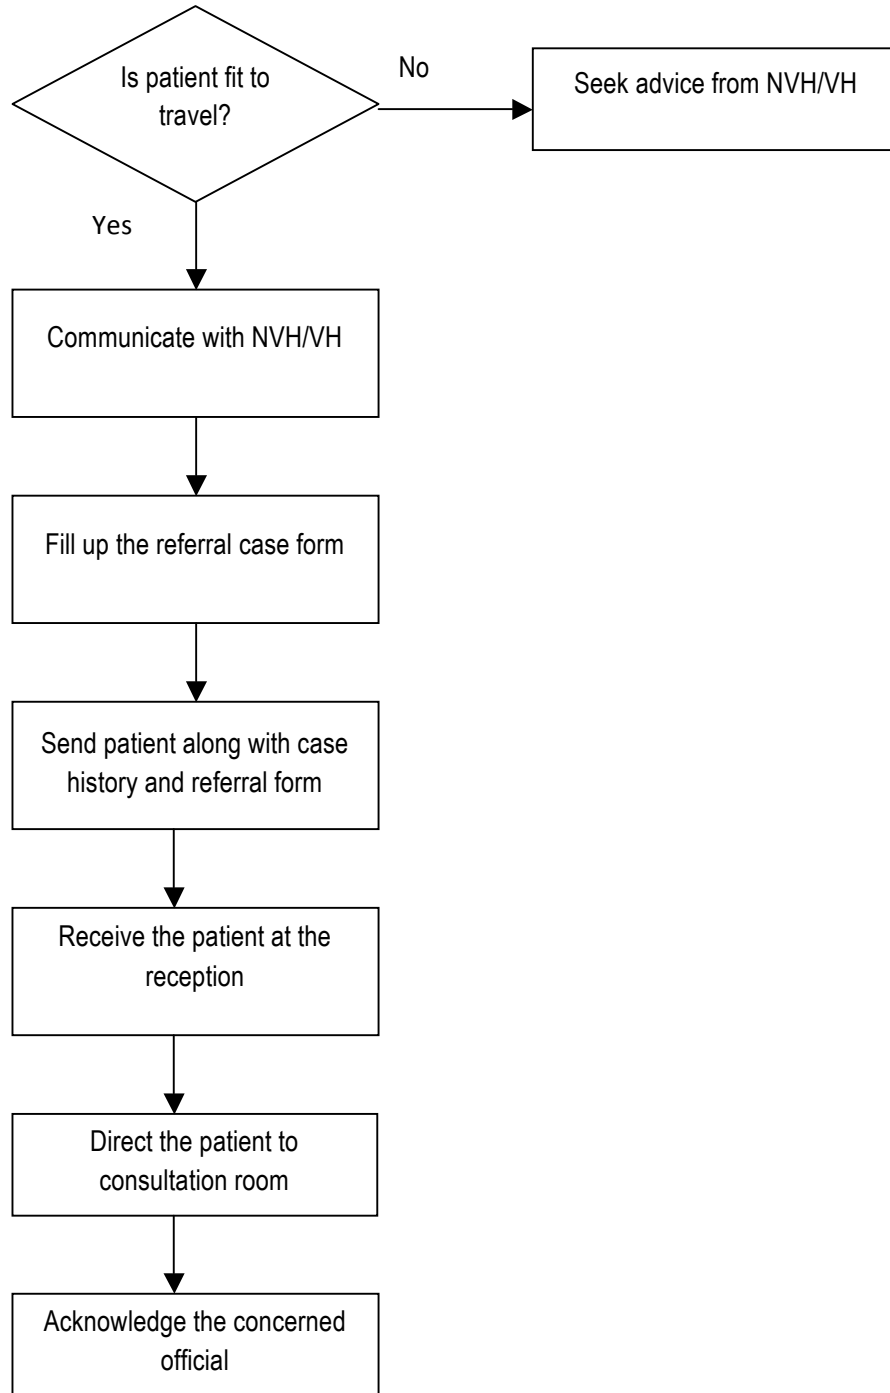 Is patient fit to
travel?
No
Seek advice from NVH/VH
Yes
Communicate with NVH/VH
Fill up the referral case form
Send patient along with case
history and referral form
Receive the patient at the
reception
Direct the patient to
consultation room
Acknowledge the concerned
official